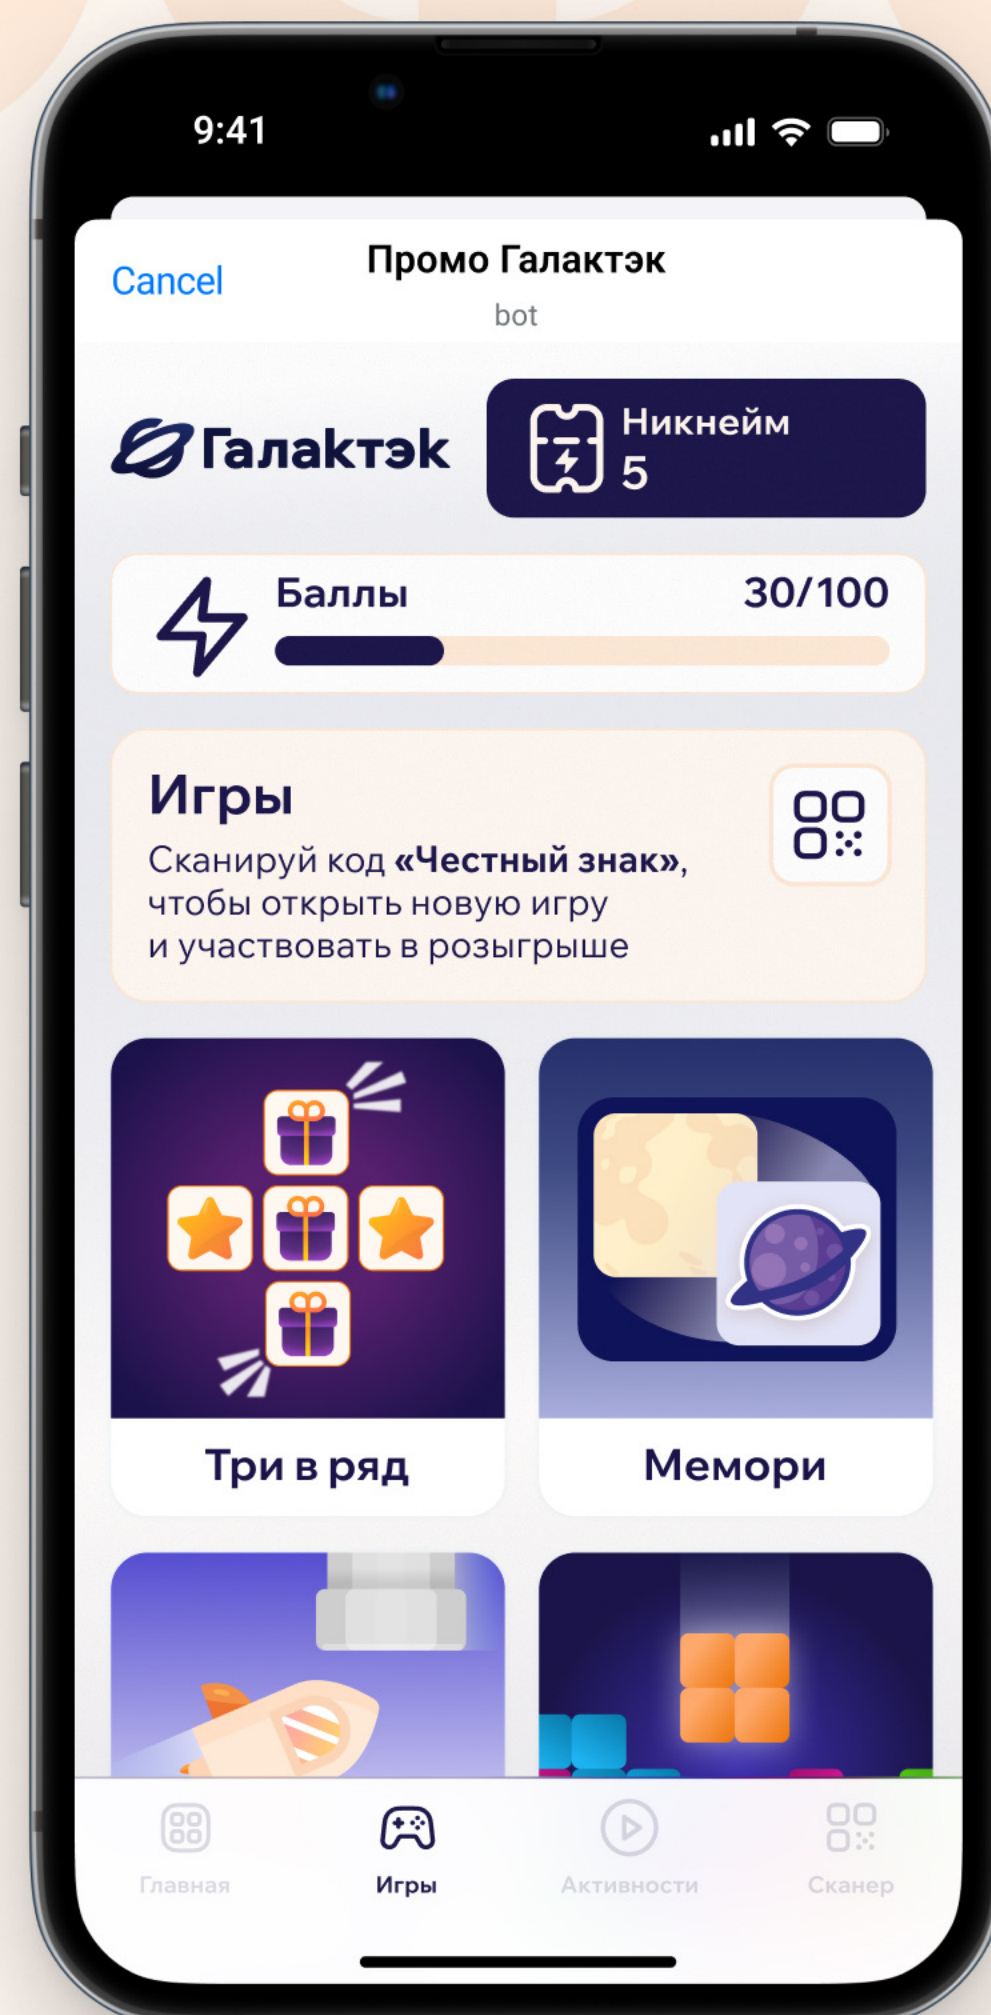 9:41
Cancel
Промо Галактэк
bot
Галактэк
Никнейм
5
Баллы
30/100
Игры
Сканируй код «Честный знак»,
чтобы открыть новую игру
и участвовать в розыгрыше
Три в ряд
Мемори
Главная
Игры
Активности
Сканер